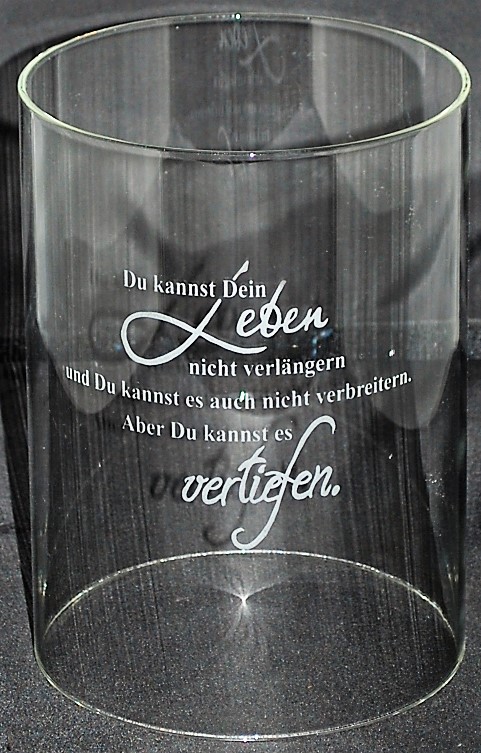 Du kannst Dein
Leben
nicht verlängern
und Du kannst es auch nicht verbreitern.
Aber Du kannst es
vertiefen.